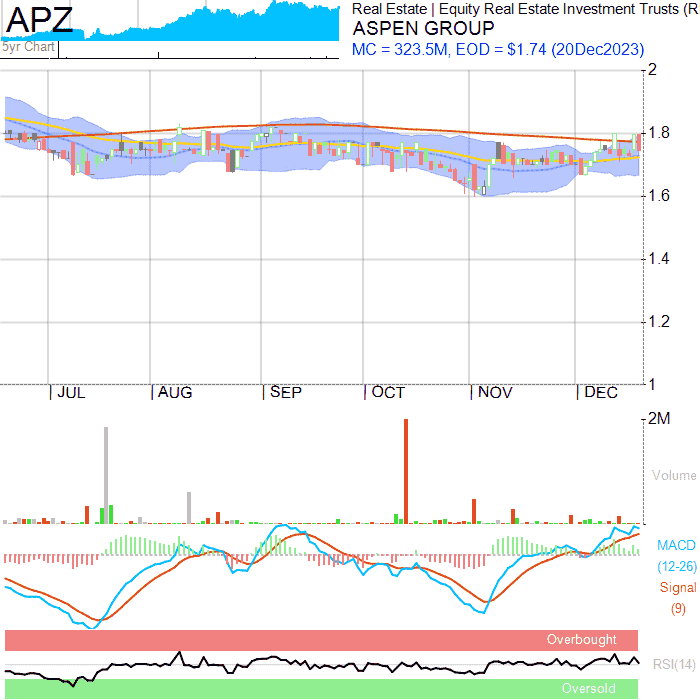 APZ
5yr Chart
Real Estate | Equity Real Estate Investment Trusts (R
ASPEN GROUP
MC = 323.5M, EOD = $1.74 (20Dec2023)
2
1.8
1.6
1.4
1.2
1
JUL AUG SEP OCT NOV DEC
2M
Volume
MACD
(12-26)
Signal
(9)
Overbought
RSI(14)
Oversold